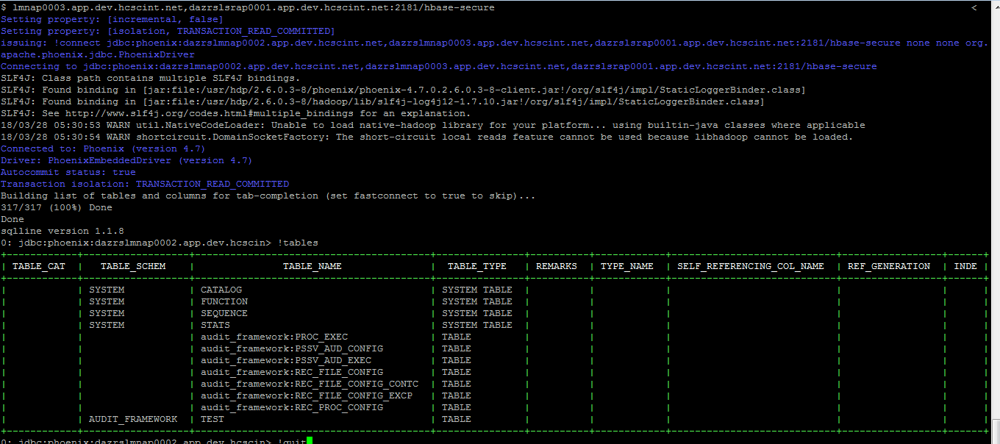 $ lmnap0003.app.dev.hcscint.net,dazrslsrap0001.app.dev.hcscint.net:2181/hbase-secure <
Setting property: [incremental, false]
Setting property: [isolation, TRANSACTION_READ_COMMITTED]
issuing: !connect jdbc:phoenix:dazrslmnap0002.app.dev.hcscint.net,dazrslmnap0003.app.dev.hcscint.net,dazrslsrap0001.app.dev.hcscint.net:2181/hbase-secure none none org.
apache.phoenix.jdbc.PhoenixDriver
Connecting to jdbc:phoenix:dazrslmnap0002.app.dev.hcscint.net,dazrslmnap0003.app.dev.hcscint.net,dazrslsrap0001.app.dev.hcscint.net:2181/hbase-secure
SLF4J: Class path contains multiple SLF4J bindings.
SLF4J: Found binding in [jar:file:/usr/hdp/2.6.0.3-8/phoenix/phoenix-4.7.0.2.6.0.3-8-client.jar!/org/slf4j/impl/StaticLoggerBinder.class]
SLF4J: Found binding in [jar:file:/usr/hdp/2.6.0.3-8/hadoop/lib/slf4j-log4j12-1.7.10.jar!/org/slf4j/impl/StaticLoggerBinder.class]
SLF4J: See http://www.slf4j.org/codes.html#multiple_bindings for an explanation.
18/03/28 05:30:53 WARN util.NativeCodeLoader: Unable to load native-hadoop library for your platform... using builtin-java classes where applicable
18/03/28 05:30:54 WARN shortcircuit.DomainSocketFactory: The short-circuit local reads feature cannot be used because libhadoop cannot be loaded.
Connected to: Phoenix (version 4.7)
Driver: PhoenixEmbeddedDriver (version 4.7)
Autocommit status: true
Transaction isolation: TRANSACTION_READ_COMMITTED
Building list of tables and columns for tab-completion (set fastconnect to true to skip)...
317/317 (100%) Done
Done
sqlline version 1.1.8
0: jdbc:phoenix:dazrslmnap0002.app.dev.hcscin> !tables
| TABLE_CAT | TABLE_SCHEM | TABLE_NAME | TABLE_TYPE | REMARKS | TYPE_NAME | SELF_REFERENCING_COL_NAME | REF_GENERATION | INDE |
| | SYSTEM | CATALOG | SYSTEM TABLE | | | | | |
| | SYSTEM | FUNCTION | SYSTEM TABLE | | | | | |
| | SYSTEM | SEQUENCE | SYSTEM TABLE | | | | | |
| | SYSTEM | STATS | SYSTEM TABLE | | | | | |
| | | audit_framework:PROC_EXEC | TABLE | | | | | |
| | | audit_framework:PSSV_AUD_CONFIG | TABLE | | | | | |
| | | audit_framework:PSSV_AUD_EXEC | TABLE | | | | | |
| | | audit_framework:REC_FILE_CONFIG | TABLE | | | | | |
| | | audit_framework:REC_FILE_CONFIG_CONTC | TABLE | | | | | |
| | | audit_framework:REC_FILE_CONFIG_EXCP | TABLE | | | | | |
| | | audit_framework:REC_PROC_CONFIG | TABLE | | | | | |
| | AUDIT_FRAMEWORK | TEST | TABLE | | | | | |
0: jdbc:phoenix:dazrslmnap0002.app.dev.hcscin> !quit